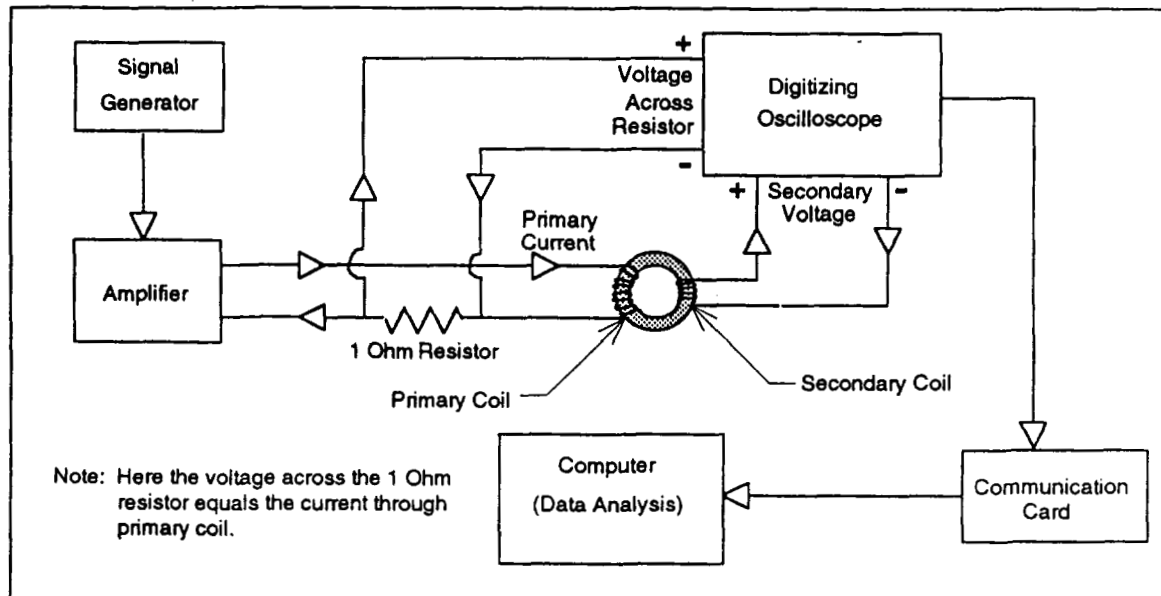 Signal
Generator
+
Voltage
Across
Resistor
-
Digitizing
Oscilloscope
+ Secondary -
Voltage
Primary
Current
Amplifier
1 Ohm Resistor
Primary Coil
Secondary Coil
Note: Here the voltage across the 1 Ohm
resistor equals the current through
primary coil.
Computer
(Data Analysis)
Communication
Card